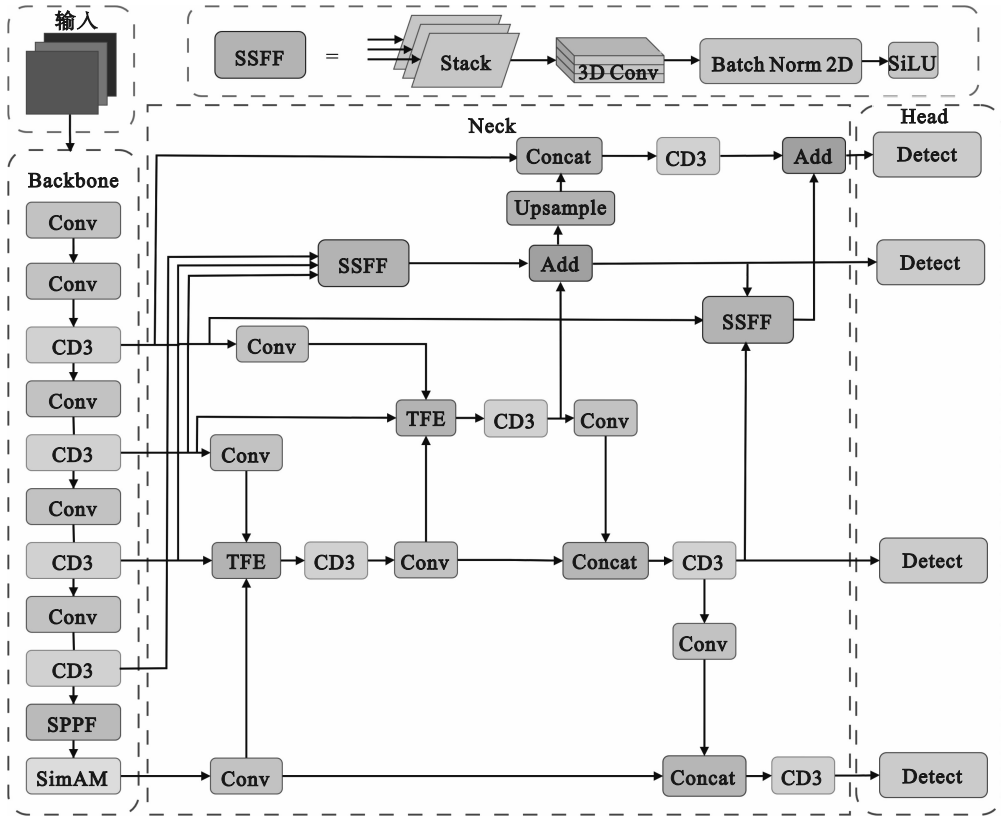 输入
SSFF
=
Stack
3D Conv
Batch Norm 2D
SiLU
Backbone
Conv
Conv
CD3
Conv
CD3
Conv
CD3
Conv
CD3
SPPF
SimAM
Neck
Concat
CD3
Add
Upsample
SSFF
Add
SSFF
Conv
TFE
CD3
Conv
Conv
TFE
CD3
Conv
Concat
CD3
Conv
Conv
Concat
CD3
Head
Detect
Detect
Detect
Detect